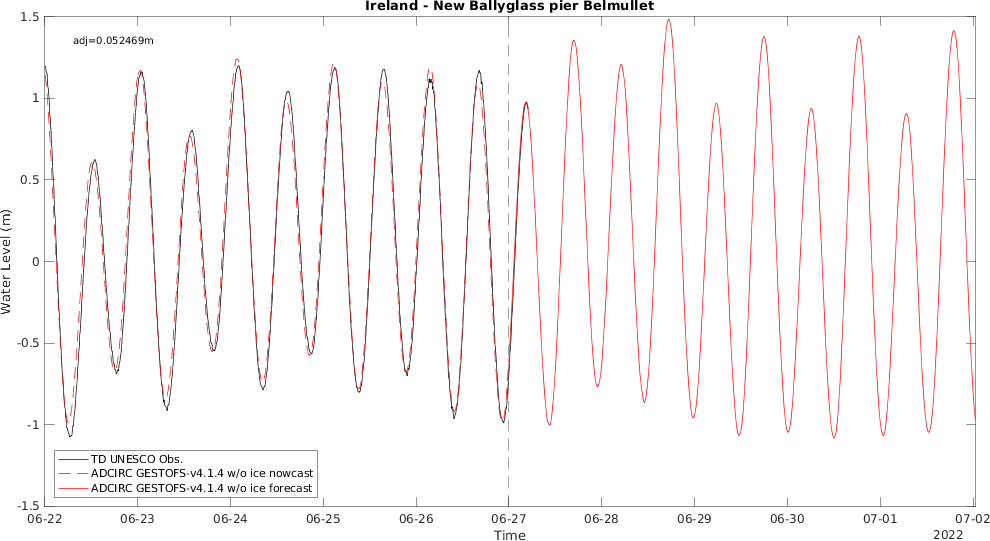 Ireland - New Ballyglass pier Belmullet
adj=0.052469m
1.5
1
0.5
0
-0.5
-1
-1.5
Water Level (m)
TD UNESCO Obs.
ADCIRC GESTOFS-v4.1.4 w/o ice nowcast
ADCIRC GESTOFS-v4.1.4 w/o ice forecast
06-22 06-23 06-24 06-25 06-26 06-27 06-28 06-29 06-30 07-01 07-02
Time
2022